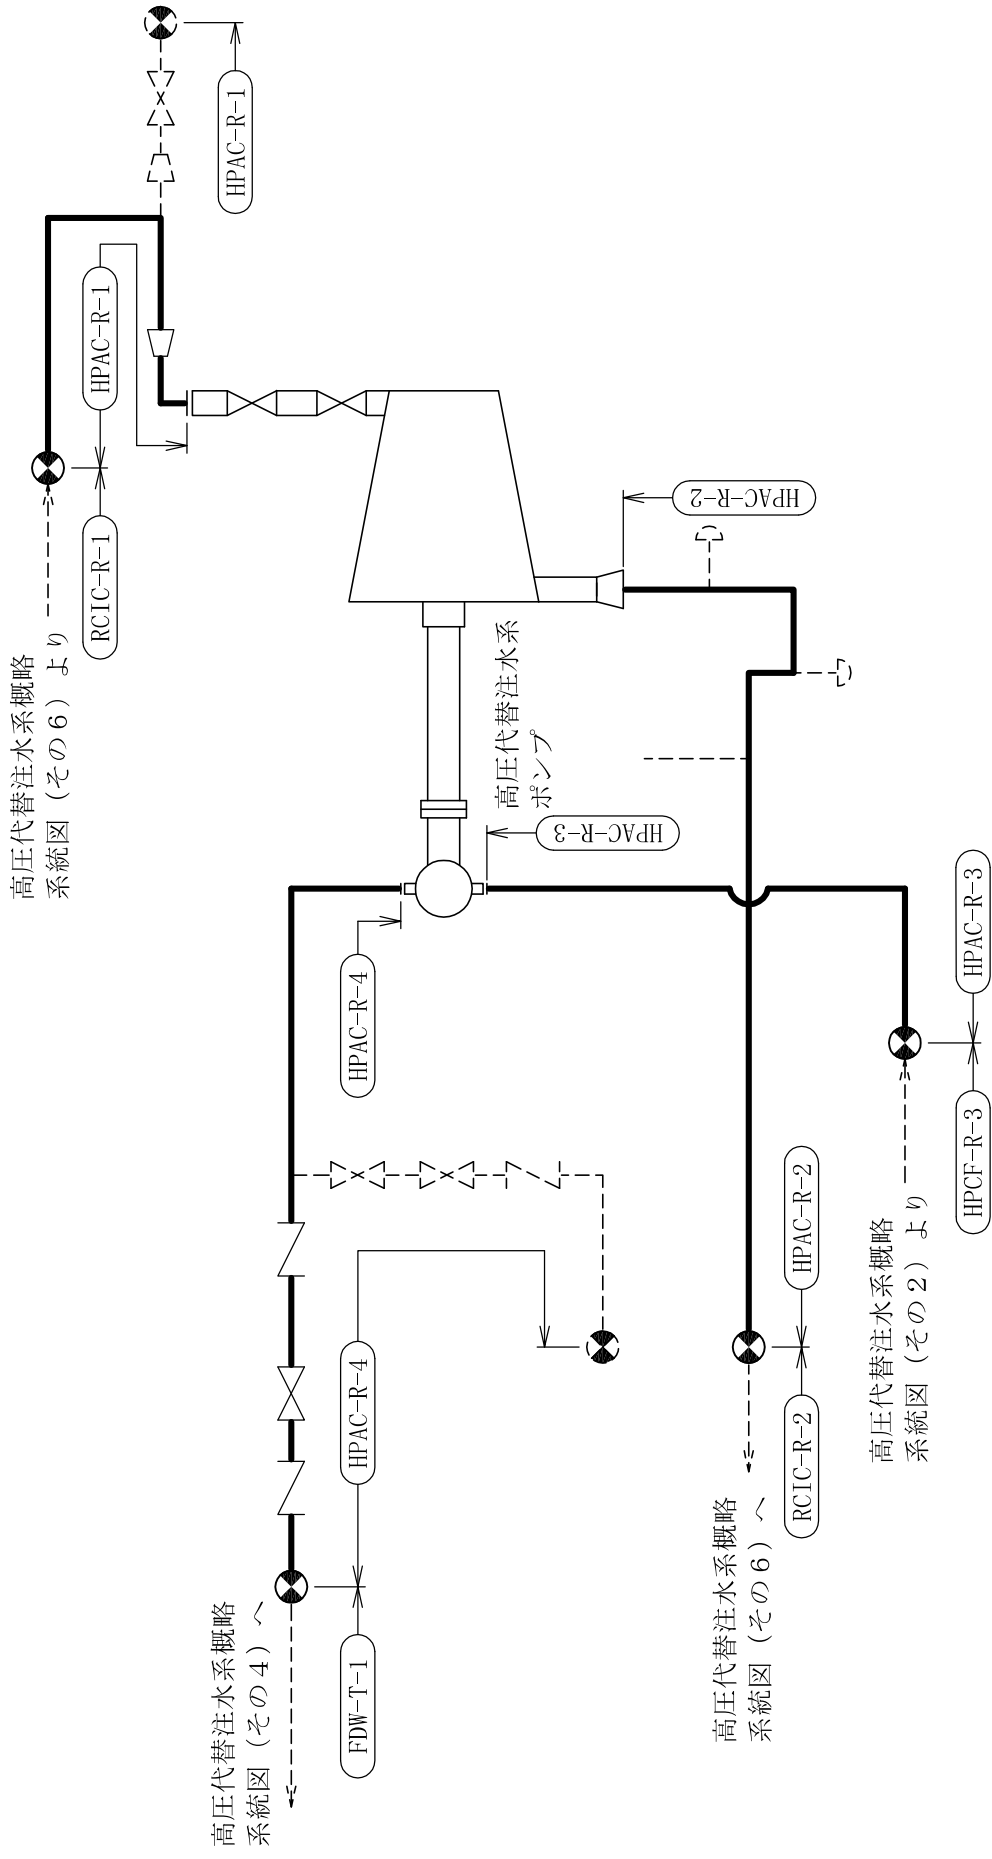 高圧代替注水系概略
系統図（その４）へ
FDW-T-1
HPAC-R-4
HPAC-R-4
高圧代替注水系概略
系統図（その６）より
RCIC-R-1
HPAC-R-1
HPAC-R-1
高圧代替注水系
ポンプ
HPAC-R-3
HPAC-R-2
高圧代替注水系概略
系統図（その６）へ
RCIC-R-2
HPAC-R-2
高圧代替注水系概略
系統図（その２）より
HPCF-R-3
HPAC-R-3